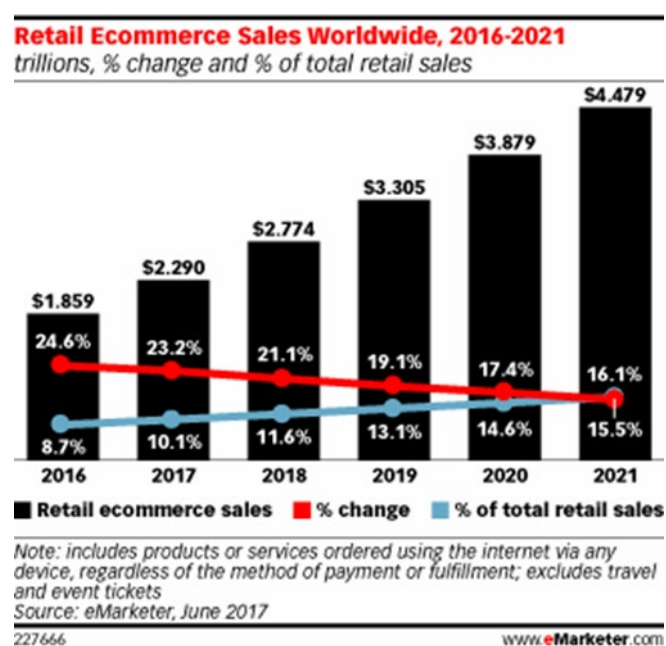 Retail Ecommerce Sales Worldwide, 2016-2021
trillions, % change and % of total retail sales
$4.479
$3.879
$3.305
$2.774
$2.290
$1.859
24.6%
23.2%
21.1%
19.1%
17.4%
16.1%
8.7%
10.1%
11.6%
13.1%
14.6%
15.5%
2016 2017 2018 2019 2020 2021
Retail ecommerce sales % change % of total retail sales
Note: includes products or services ordered using the internet via any
device, regardless of the method of payment or fulfillment; excludes travel
and event tickets
Source: eMarketer, June 2017
227666 www.eMarketer.com